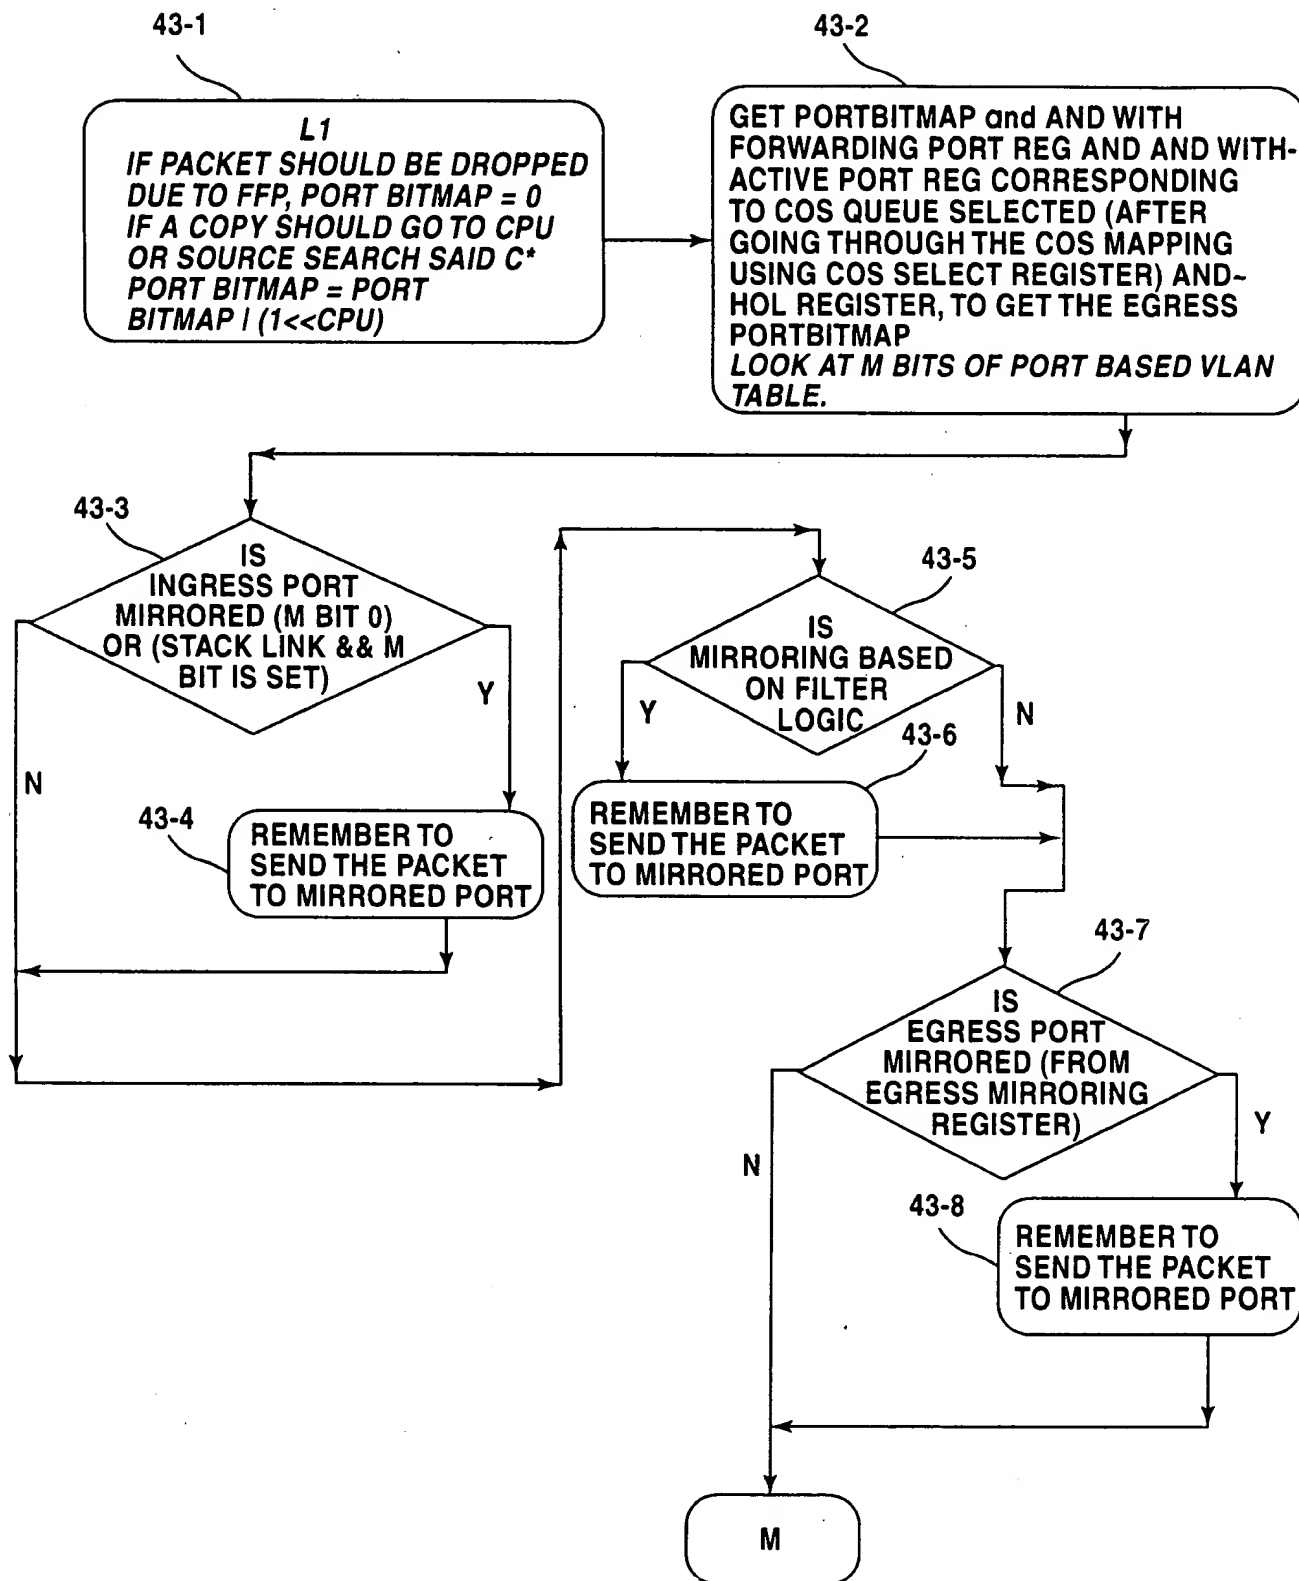 43-1
L1
IF PACKET SHOULD BE DROPPED
DUE TO FFP, PORT BITMAP = 0
IF A COPY SHOULD GO TO CPU
OR SOURCE SEARCH SAID C*
PORT BITMAP = PORT
BITMAP | (1<<CPU)
43-2
GET PORTBITMAP and AND WITH
FORWARDING PORT REG AND AND WITH-
ACTIVE PORT REG CORRESPONDING
TO COS QUEUE SELECTED (AFTER
GOING THROUGH THE COS MAPPING
USING COS SELECT REGISTER) AND~
HOL REGISTER, TO GET THE EGRESS
PORTBITMAP
LOOK AT M BITS OF PORT BASED VLAN
TABLE.
43-3
IS
INGRESS PORT
MIRRORED (M BIT 0)
OR (STACK LINK && M
BIT IS SET)
Y
N
43-4
REMEMBER TO
SEND THE PACKET
TO MIRRORED PORT
43-5
IS
MIRRORING BASED
ON FILTER
LOGIC
Y
N
43-6
REMEMBER TO
SEND THE PACKET
TO MIRRORED PORT
43-7
IS
EGRESS PORT
MIRRORED (FROM
EGRESS MIRRORING
REGISTER)
N
Y
43-8
REMEMBER TO
SEND THE PACKET
TO MIRRORED PORT
M